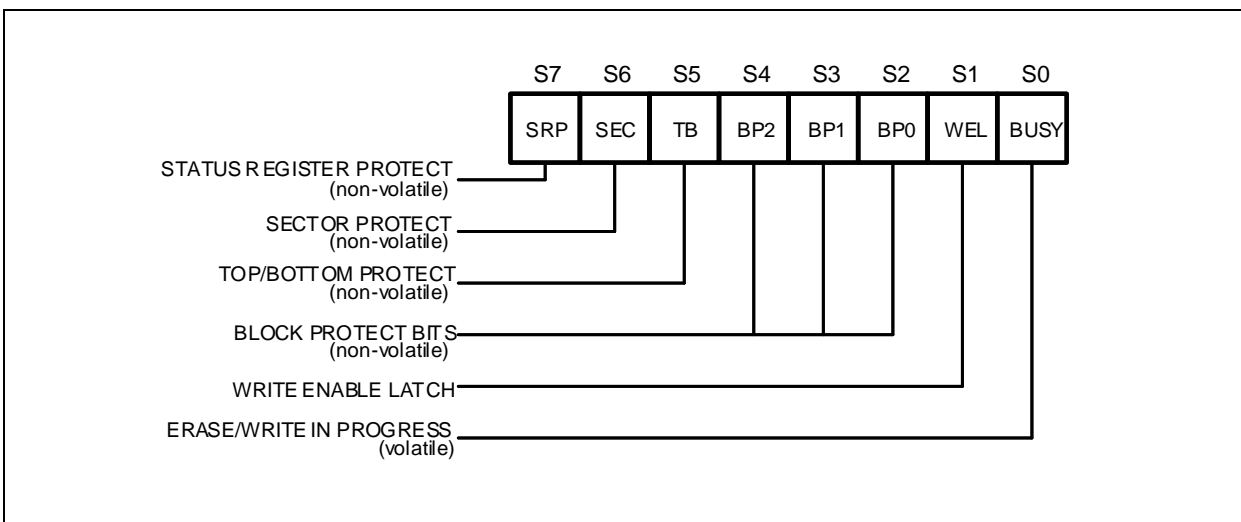 S7 S6 S5 S4 S3 S2 S1 S0
SRP SEC TB BP2 BP1 BP0 WEL BUSY
STATUS REGISTER PROTECT
(non-volatile)
SECTOR PROTECT
(non-volatile)
TOP/BOTTOM PROTECT
(non-volatile)
BLOCK PROTECT BITS
(non-volatile)
WRITE ENABLE LATCH
ERASE/WRITE IN PROGRESS
(volatile)